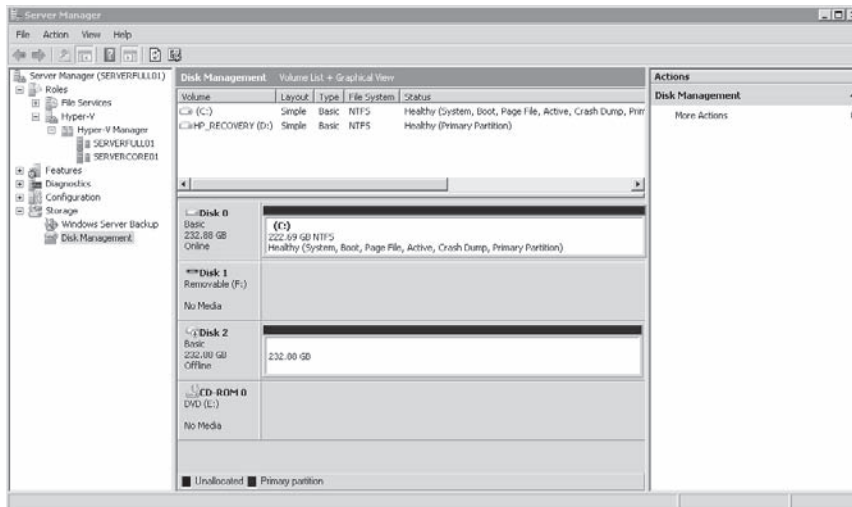 Server Manager
File Action View Help
Server Manager (SERVERFULL01)
Roles
File Services
Hyper-V
Hyper-V Manager
SERVERFULL01
SERVERCORE01
Features
Diagnostics
Configuration
Storage
Windows Server Backup
Disk Management
Disk Management Volume List + Graphical View
Volume Layout Type File System Status
(C:) Simple Basic NTFS Healthy (System, Boot, Page File, Active, Crash Dump, Prim
HP_RECOVERY (D:) Simple Basic NTFS Healthy (Primary Partition)
Disk 0
Basic
232.88 GB
Online
(C:)
222.69 GB NTFS
Healthy (System, Boot, Page File, Active, Crash Dump, Primary Partition)
Disk 1
Removable (F:)
No Media
Disk 2
Basic
232.88 GB
Offline
232.88 GB
CD-ROM 0
DVD (E:)
No Media
Unallocated Primary partition
Actions
Disk Management
More Actions